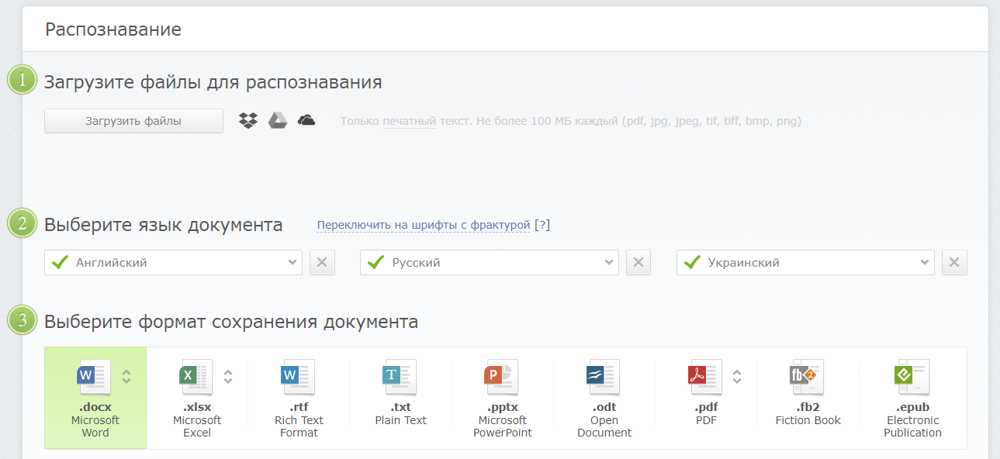 Распознавание
1 Загрузите файлы для распознавания
Загрузить файлы Только печатный текст. Не более 100 МБ каждый (pdf, jpg, jpeg, tif, tiff, bmp, png)
2 Выберите язык документа Переключить на шрифты с фрактурой [?]
Английский Русский Украинский
3 Выберите формат сохранения документа
W X W T P fb2
.docx .xlsx .rtf .txt .pptx .odt .pdf .fb2 .epub
Microsoft Microsoft Rich Text Plain Text Microsoft Open PDF Fiction Book Electronic
Word Excel Format PowerPoint Document Publication